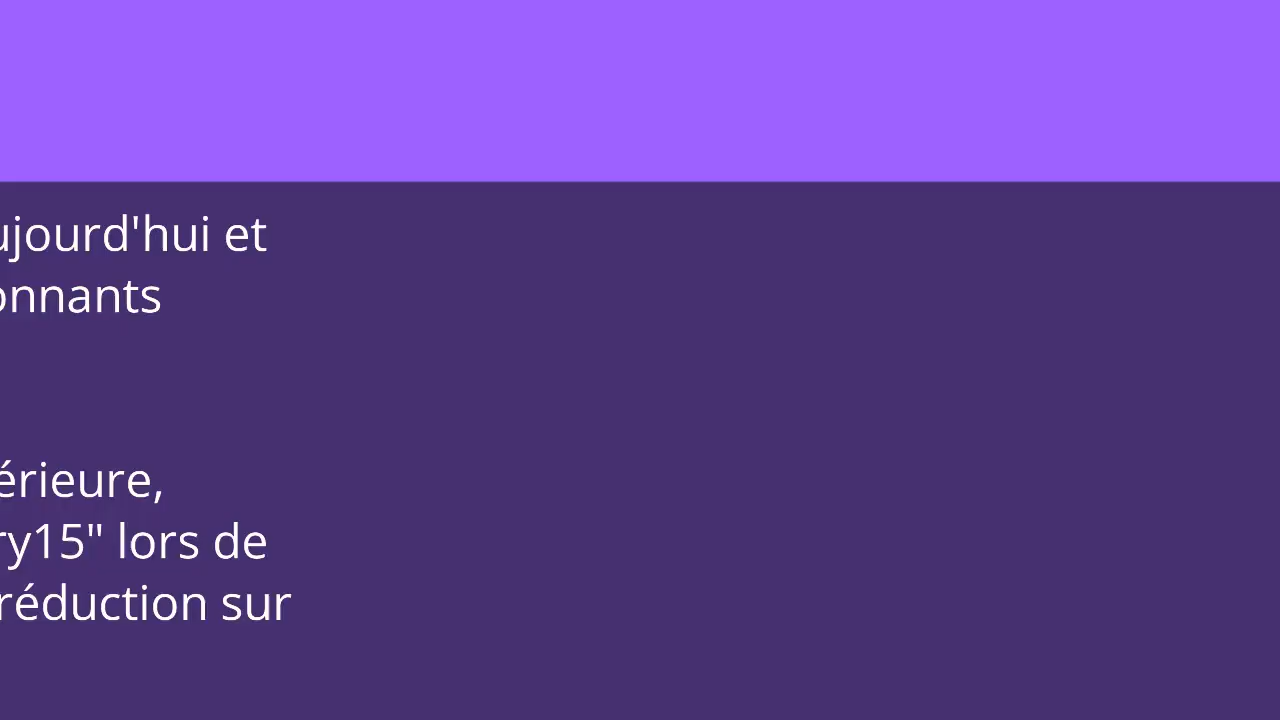 ujourd'hui et
onnants
érieure,
ry15" lors de
réduction sur